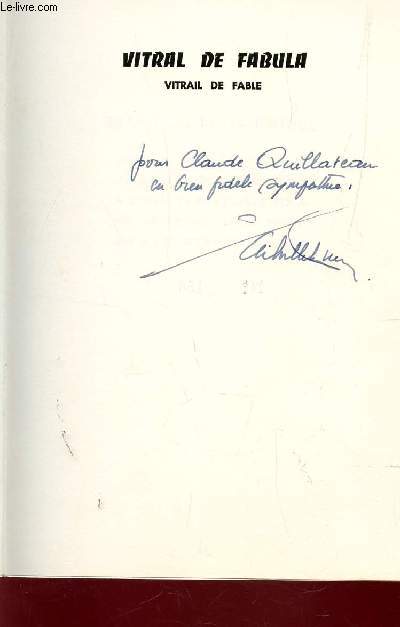 Le-livre.com
VITRAL DE FABULA
VITRAIL DE FABLE
pour Claude Quillateau
en bien fidèle sympathie.